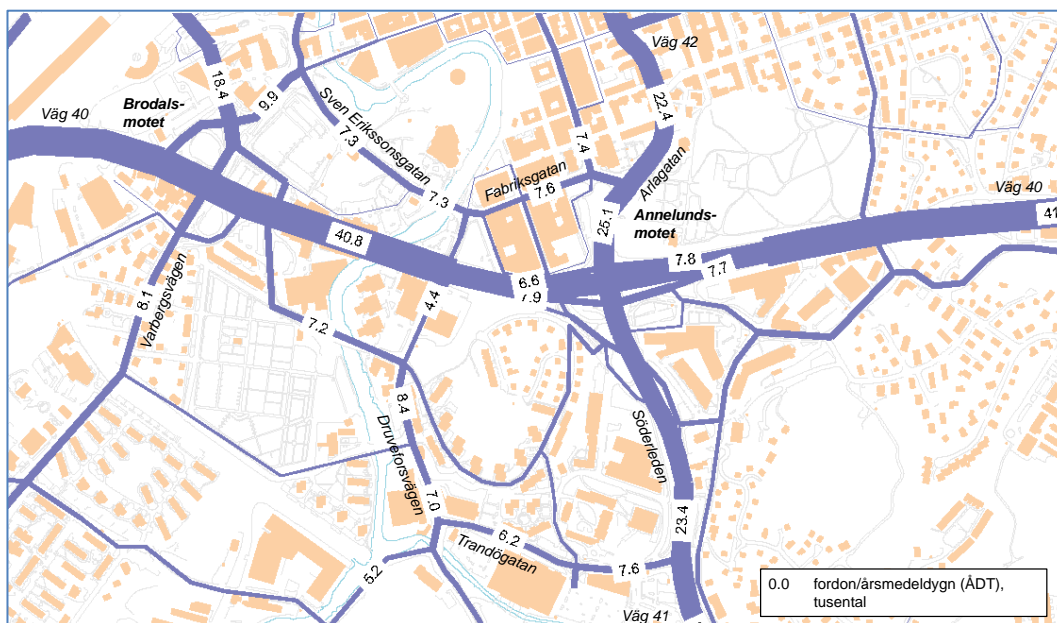 Väg 42
18.4
Väg 40
Brodals-
motet
9.9
22.4
Sven Erikssonsgatan
7.3
7.4
Fabriksgatan
7.6
Arlagatan
Väg 40
7.3
25.1
Annelunds-
motet
41
40.8
7.8
7.7
6.6
7.9
8.1
Varbergsvägen
4.4
7.2
8.4
Druveforsvägen
Söderleden
7.0
23.4
6.2
Trandögatan
7.6
5.2
Väg 41
0.0 fordon/årsmedeldygn (ÅDT),
tusental